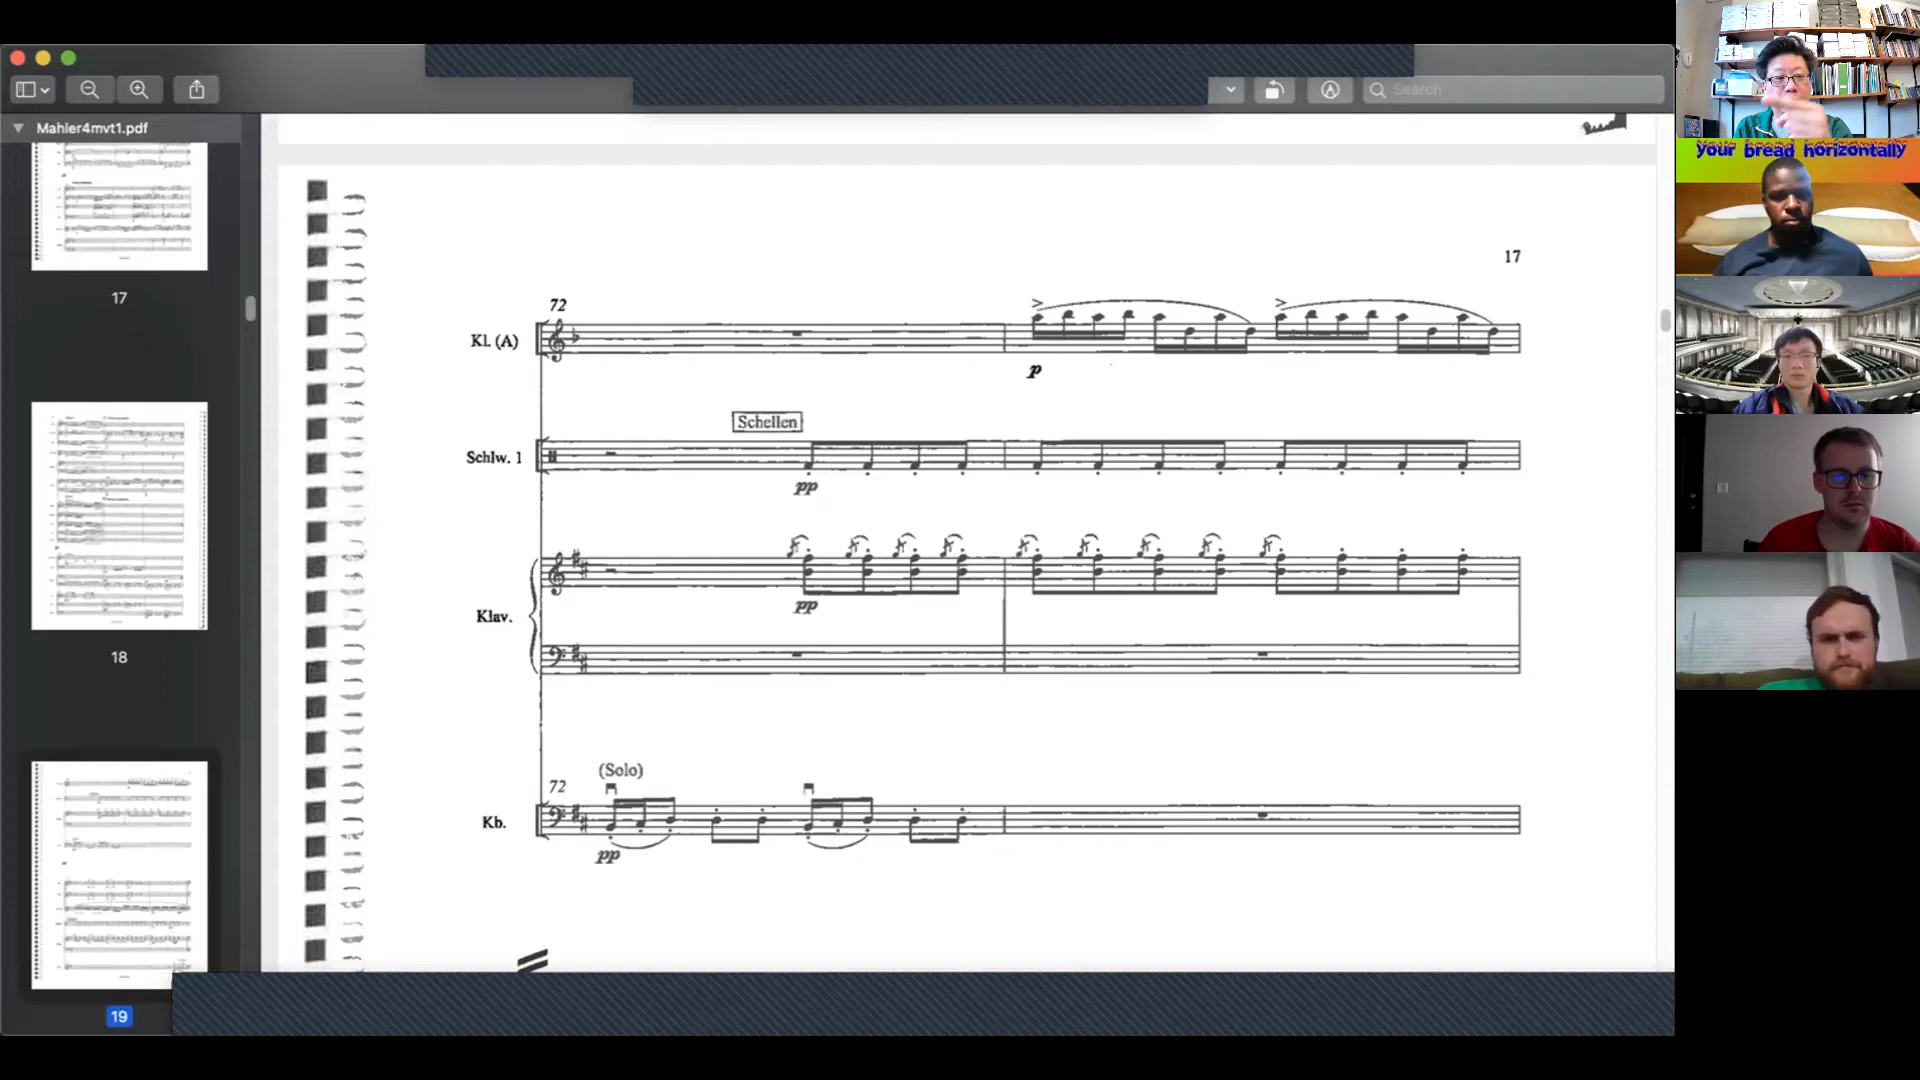 Search
Mahler4mvt1.pdf
17
18
19
17
72
Kl. (A)
p
Schellen
Schlw. 1
pp
Klav.
pp
72
(Solo)
Kb.
pp
your bread horizontally